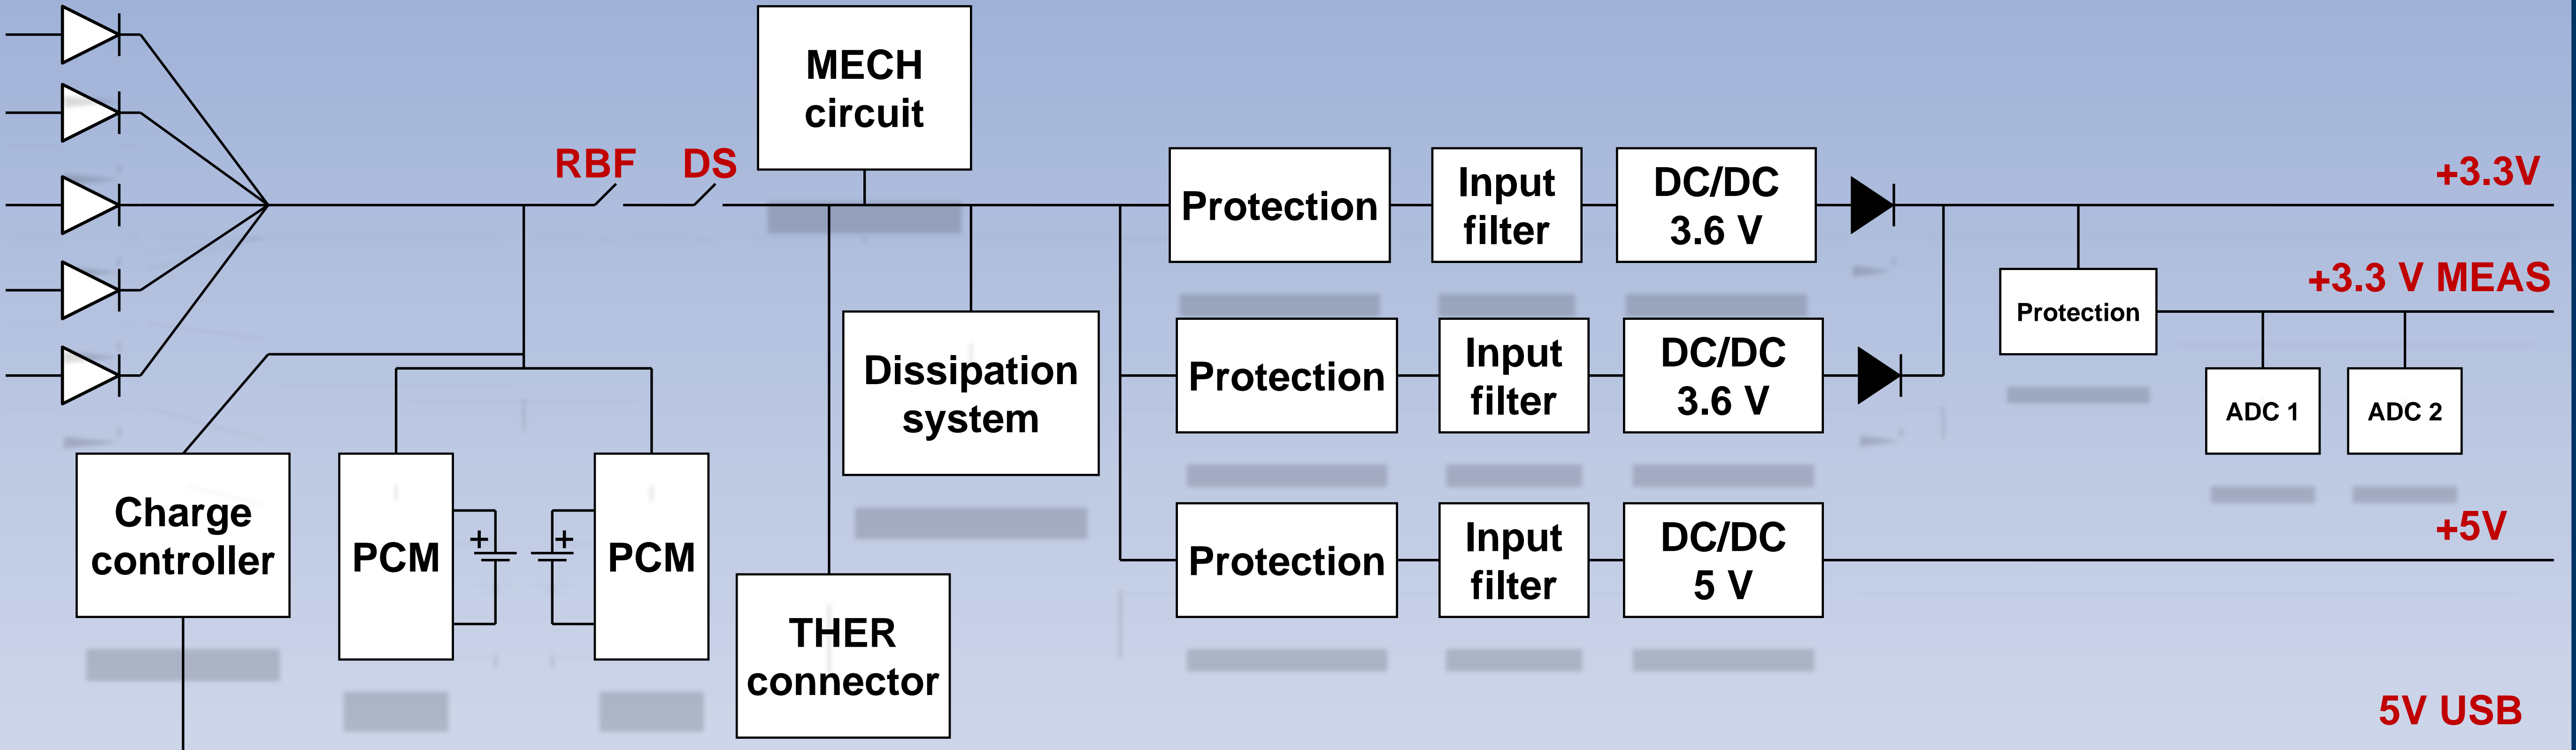 MECH
circuit
RBF
DS
Protection
Input
filter
DC/DC
3.6 V
+3.3V
+3.3 V MEAS
Protection
Dissipation
system
Protection
Input
filter
DC/DC
3.6 V
ADC 1
ADC 2
Charge
controller
PCM
+
+
PCM
Protection
Input
filter
DC/DC
5 V
+5V
THER
connector
5V USB